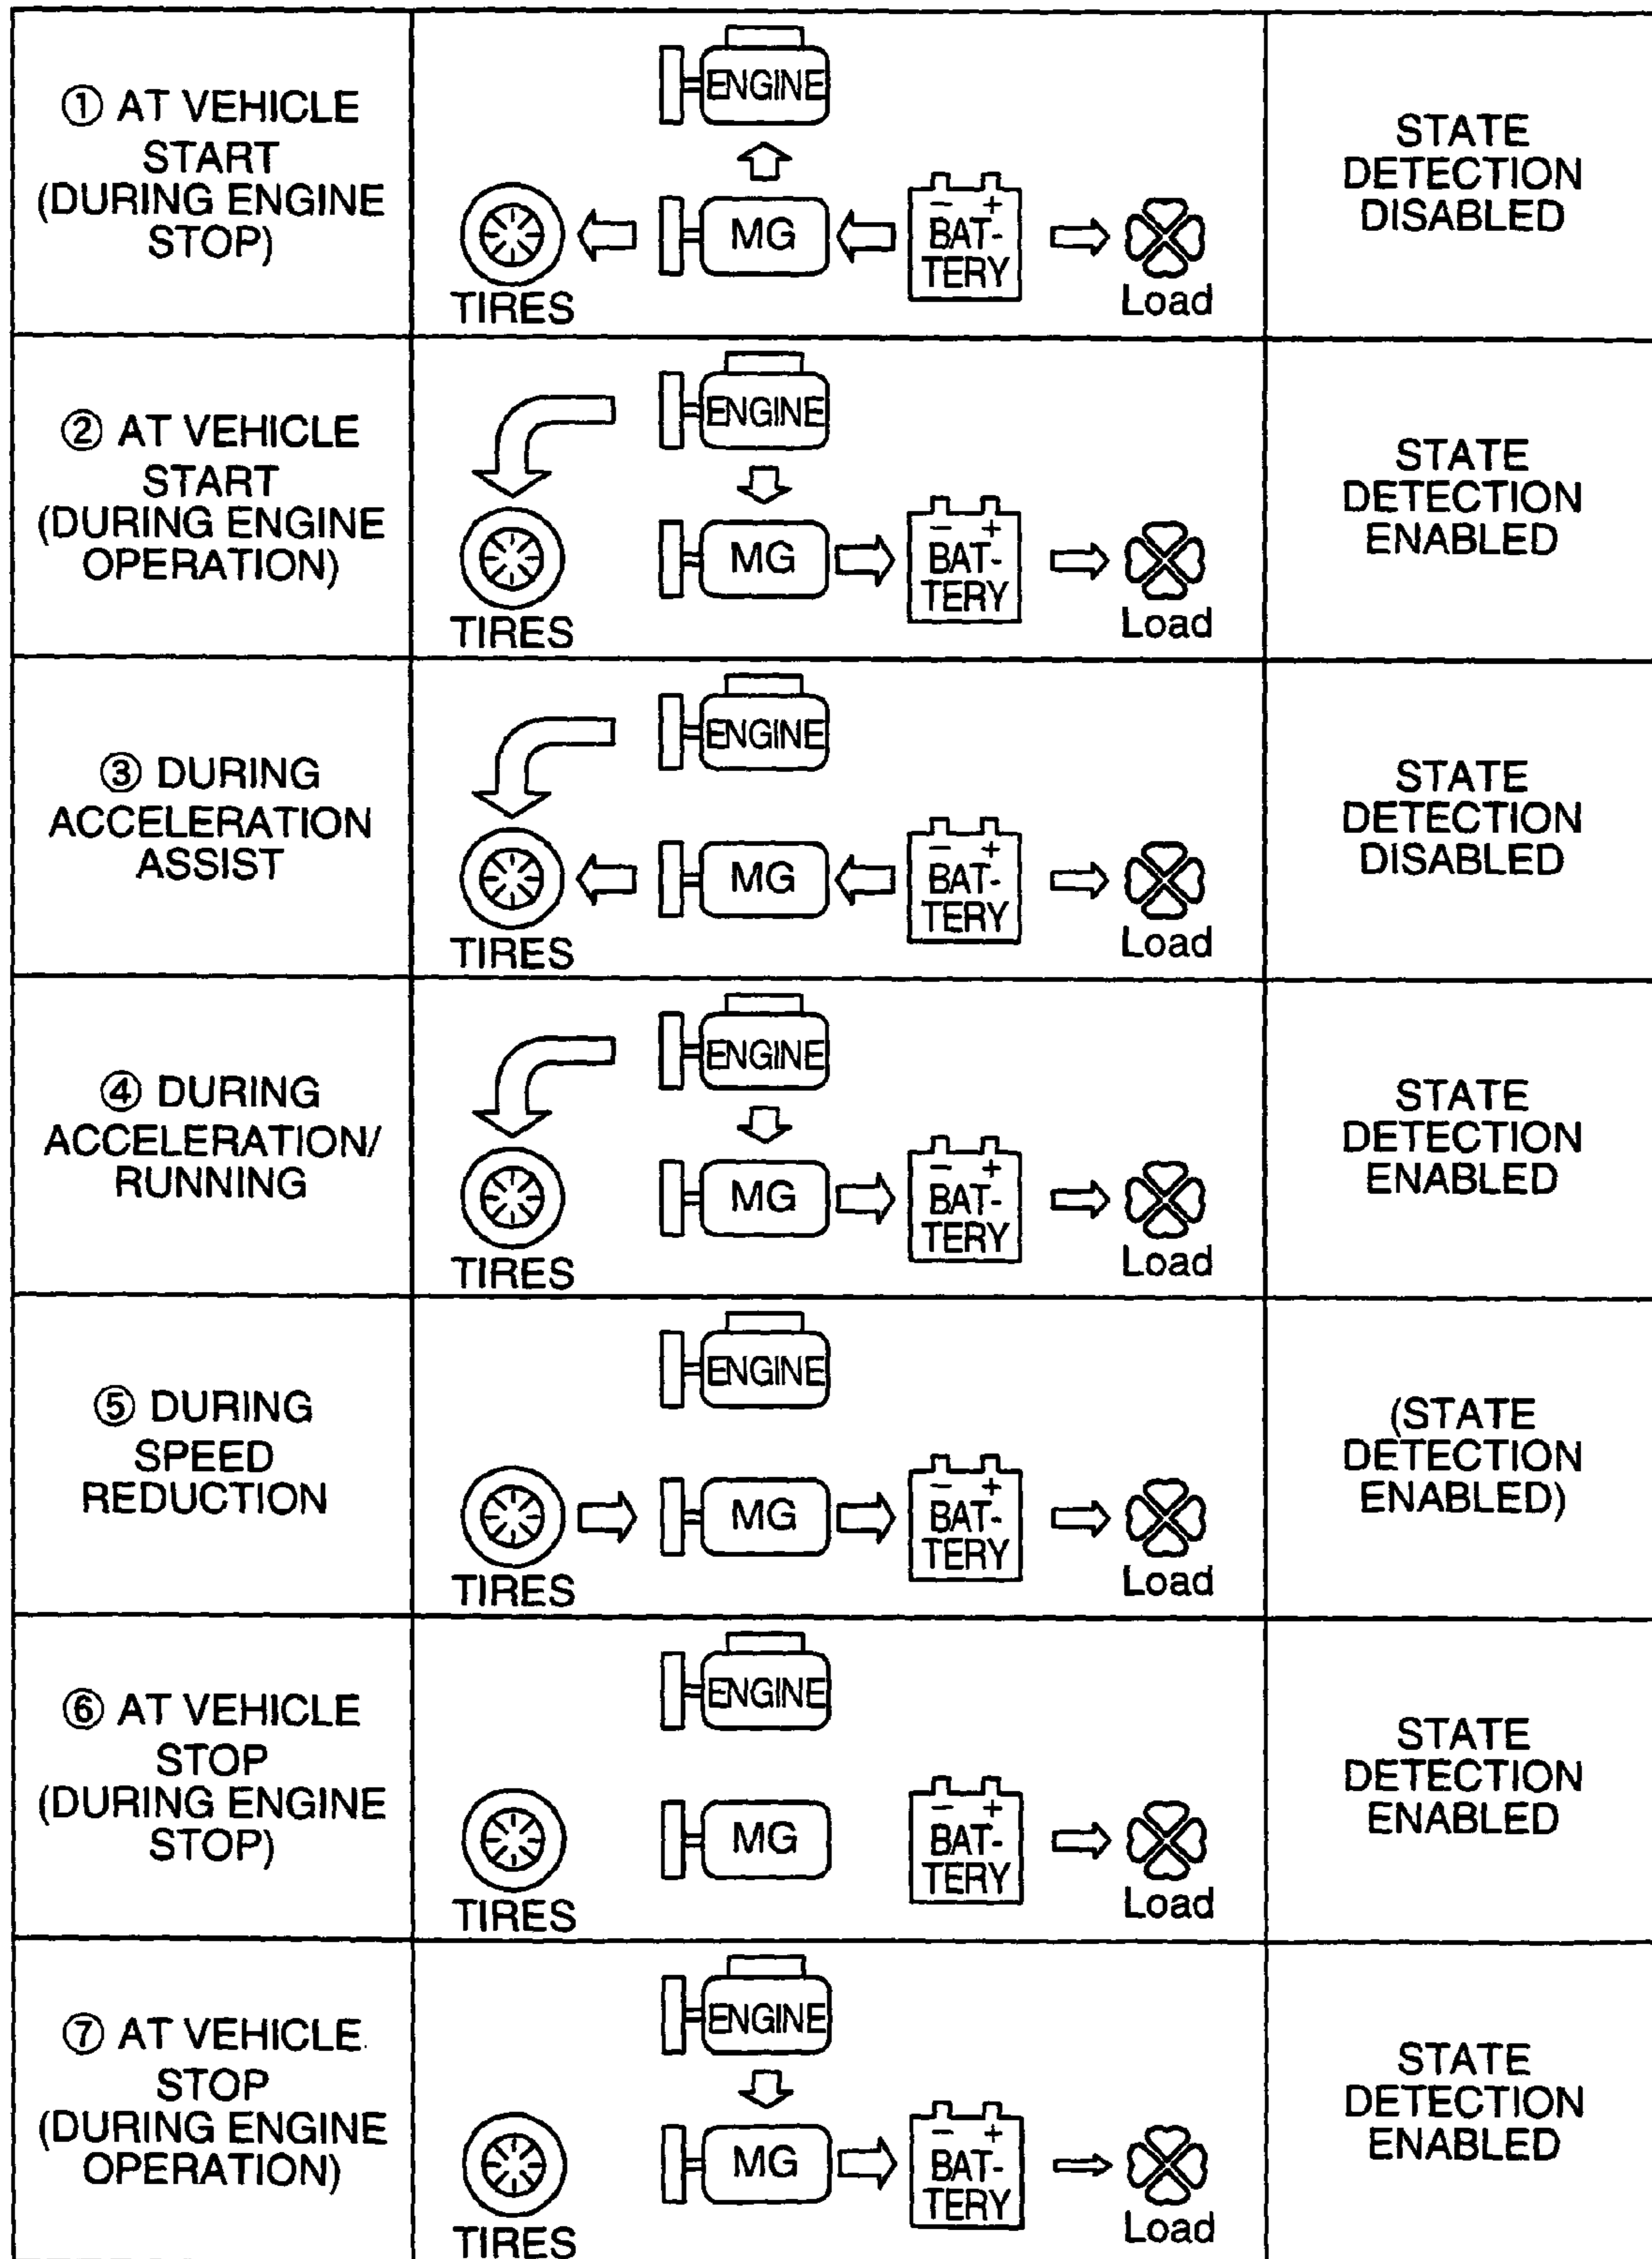 ① AT VEHICLE
START
(DURING ENGINE
STOP)
ENGINE
MG
- +
BAT-
TERY
TIRES
Load
STATE
DETECTION
DISABLED
② AT VEHICLE
START
(DURING ENGINE
OPERATION)
ENGINE
MG
- +
BAT-
TERY
TIRES
Load
STATE
DETECTION
ENABLED
③ DURING
ACCELERATION
ASSIST
ENGINE
MG
- +
BAT-
TERY
TIRES
Load
STATE
DETECTION
DISABLED
④ DURING
ACCELERATION/
RUNNING
ENGINE
MG
- +
BAT-
TERY
TIRES
Load
STATE
DETECTION
ENABLED
⑤ DURING
SPEED
REDUCTION
ENGINE
MG
- +
BAT-
TERY
TIRES
Load
(STATE
DETECTION
ENABLED)
⑥ AT VEHICLE
STOP
(DURING ENGINE
STOP)
ENGINE
MG
- +
BAT-
TERY
TIRES
Load
STATE
DETECTION
ENABLED
⑦ AT VEHICLE
STOP
(DURING ENGINE
OPERATION)
ENGINE
MG
- +
BAT-
TERY
TIRES
Load
STATE
DETECTION
ENABLED